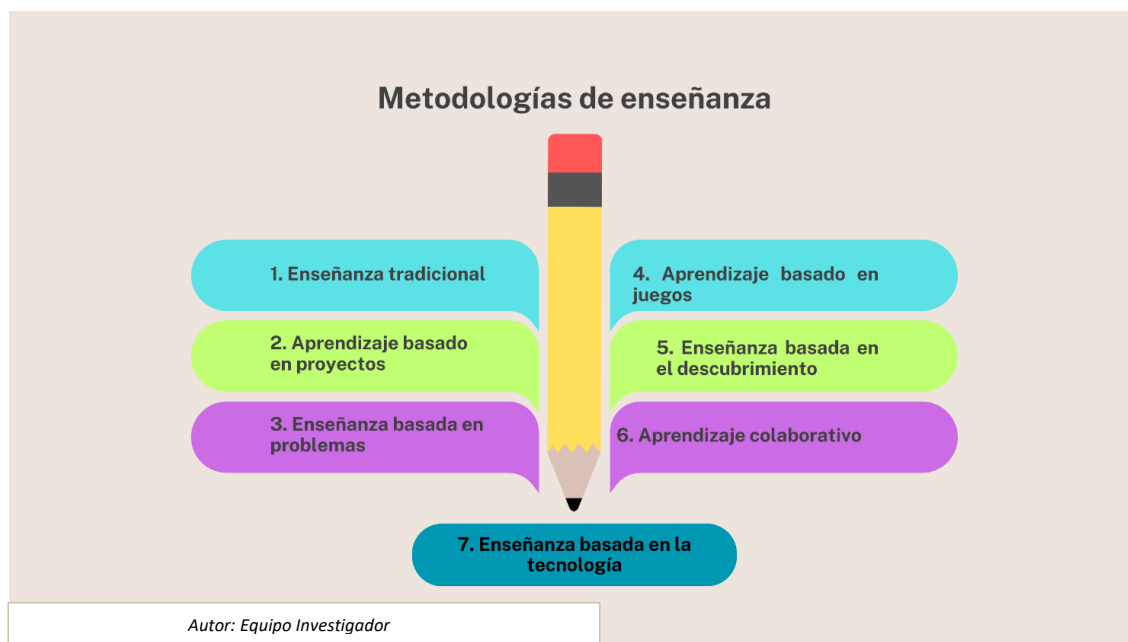 Metodologías de enseñanza
1. Enseñanza tradicional
2. Aprendizaje basado
en proyectos
3. Enseñanza basada en
problemas
4. Aprendizaje basado en
juegos
5. Enseñanza basada en
el descubrimiento
6. Aprendizaje colaborativo
7. Enseñanza basada en la
tecnología
Autor: Equipo Investigador